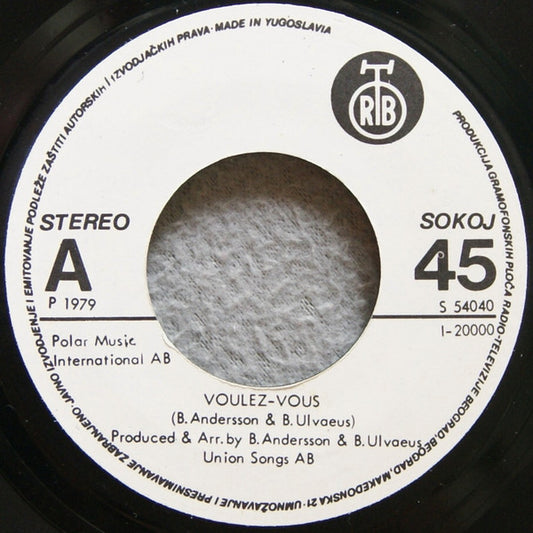 PRODUKCIJA GRAMOFONSKIH PLOČA RADIO-TELEVIZIJE BEOGRAD.BEOGRAD, MAKEDONSKA 21 · UMNOŽAVANJE I PRESNIMAVANJE ZABRANJENO · JAVNO IZVODJENJE I EMITOVANJE PODLEŽE ZAŠTITI AUTORSKIH I IZVODJAČKIH PRAVA · MADE IN YUGOSLAVIA
RTB
STEREO
SOKOJ
A
45
P 1979
S 54040
I-20000
Polar Music
International AB
VOULEZ-VOUS
(B. Andersson & B. Ulvaeus)
Produced & Arr. by B. Andersson & B. Ulvaeus
Union Songs AB